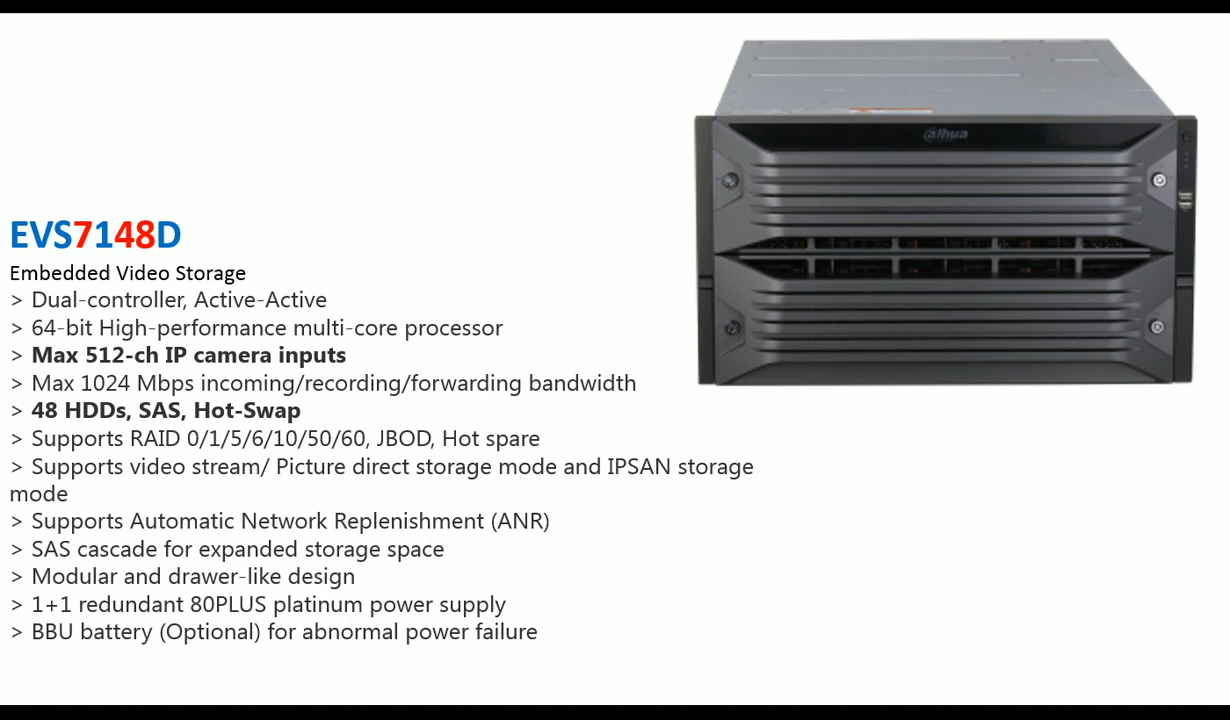 alhua
EVS7148D
Embedded Video Storage
> Dual-controller, Active-Active
> 64-bit High-performance multi-core processor
> Max 512-ch IP camera inputs
> Max 1024 Mbps incoming/recording/forwarding bandwidth
> 48 HDDs, SAS, Hot-Swap
> Supports RAID 0/1/5/6/10/50/60, JBOD, Hot spare
> Supports video stream/ Picture direct storage mode and IPSAN storage
mode
> Supports Automatic Network Replenishment (ANR)
> SAS cascade for expanded storage space
> Modular and drawer-like design
> 1+1 redundant 80PLUS platinum power supply
> BBU battery (Optional) for abnormal power failure